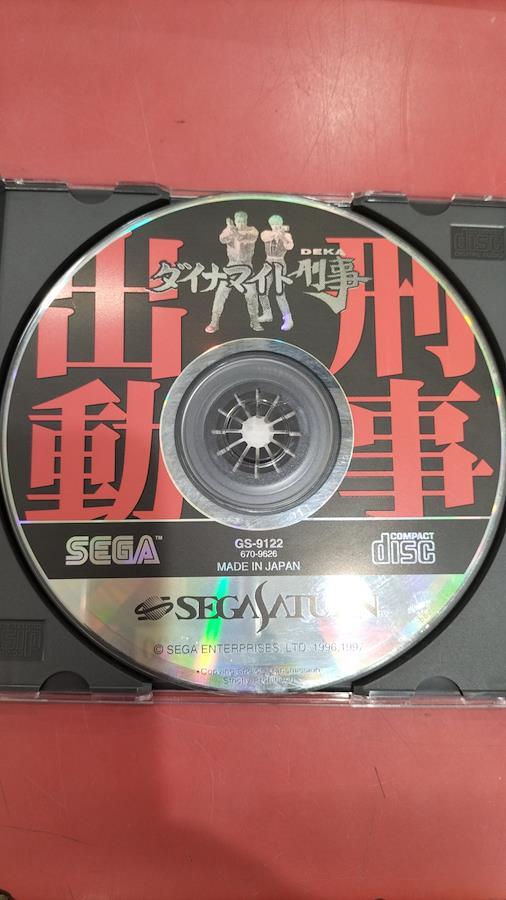 DEKA
ダイナマイト刑事
刑事
出動
SEGA™
GS-9122
670-9626
MADE IN JAPAN
COMPACT
disc
SEGA SATURN
© SEGA ENTERPRISES, LTD. 1996,1997